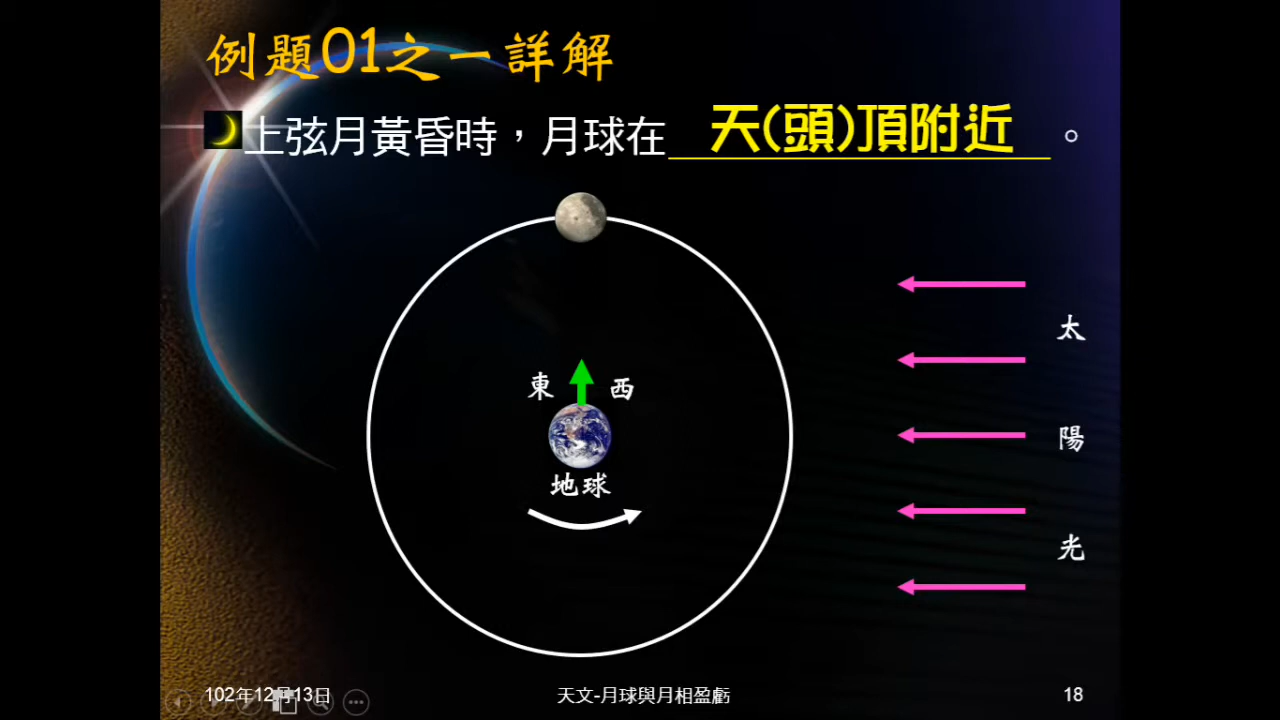 例題01之一詳解
上弦月黃昏時，月球在 天(頭)頂附近 。
東 西
地球
太
陽
光
102年12月13日 天文-月球與月相盈虧 18